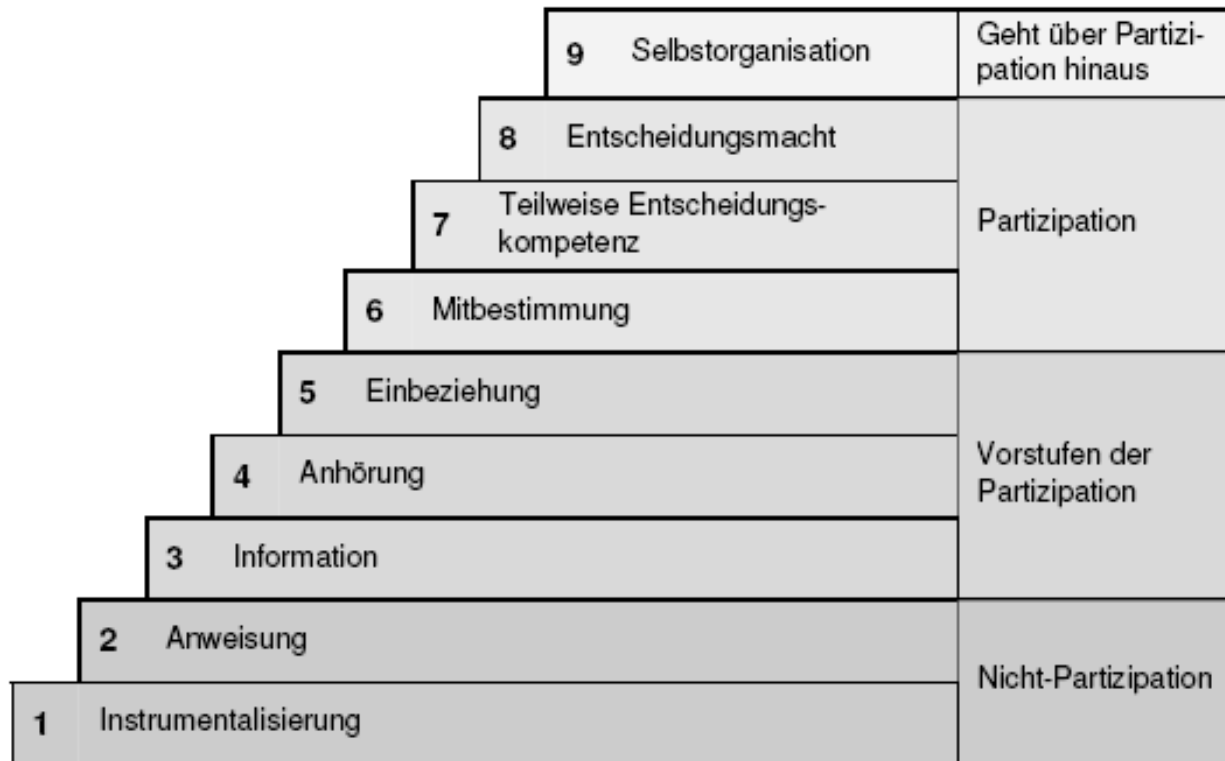 9 Selbstorganisation
Geht über Partizi-
pation hinaus
8 Entscheidungsmacht
7 Teilweise Entscheidungs-
kompetenz
Partizipation
6 Mitbestimmung
5 Einbeziehung
4 Anhörung
Vorstufen der
Partizipation
3 Information
2 Anweisung
Nicht-Partizipation
1 Instrumentalisierung